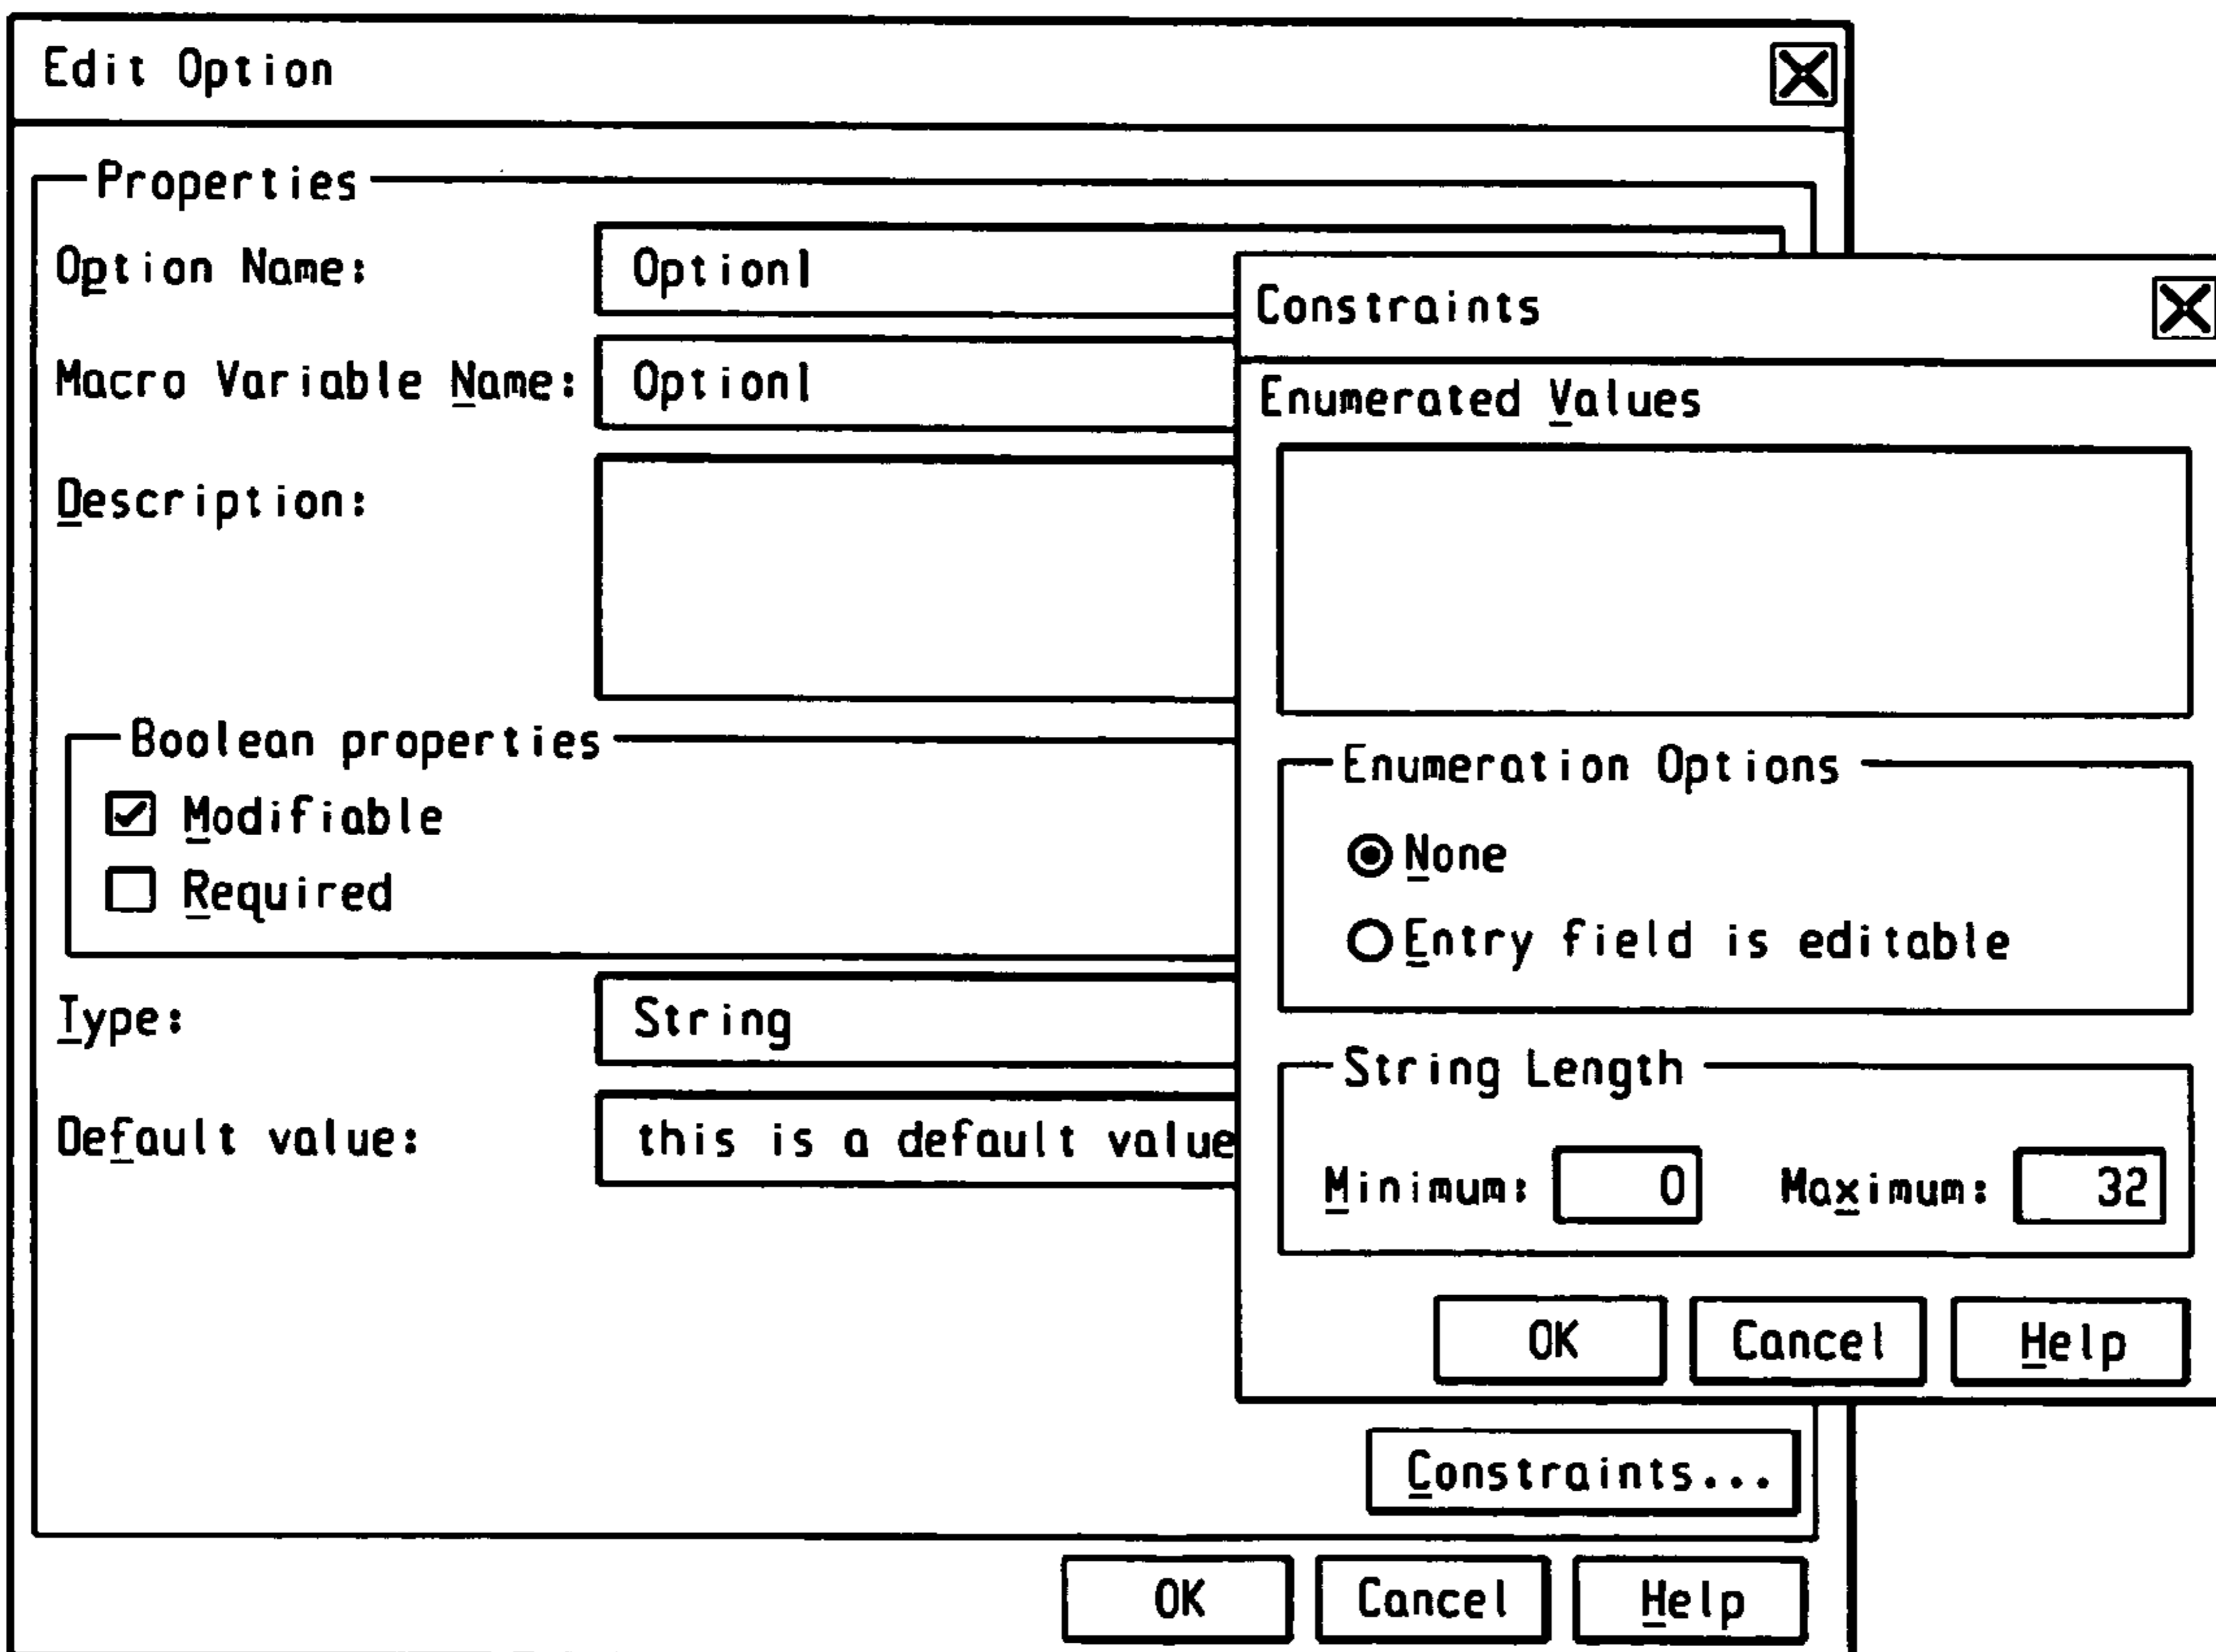 Edit Option
Properties
Option Name:
Option1
Macro Variable Name:
Option1
Description:
Boolean properties
Modifiable
Required
Type:
String
Default value:
this is a default value
Constraints
Enumerated Values
Enumeration Options
None
Entry field is editable
String Length
Minimum: 0 Maximum: 32
OK Cancel Help
Constraints...
OK Cancel Help